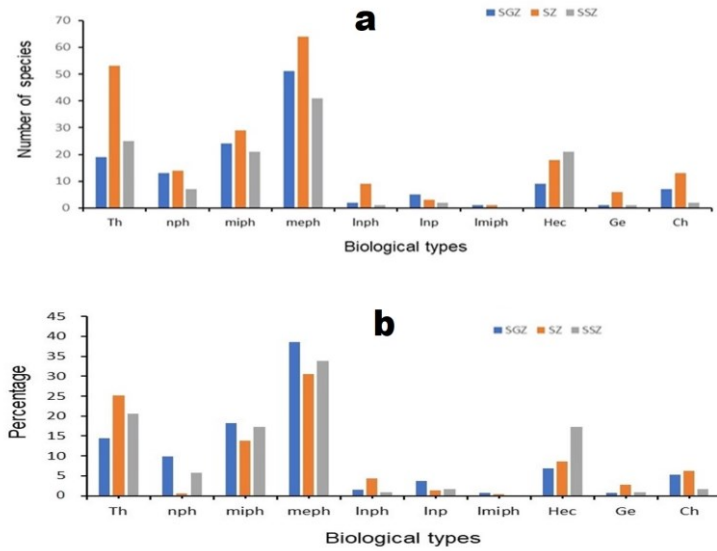 a
SGZ SZ SSZ
Number of species
70
60
50
40
30
20
10
0
Th nph miph meph lnph lnp lmiph Hec Ge Ch
Biological types
b
SGZ SZ SSZ
Percentage
45
40
35
30
25
20
15
10
5
0
Th nph miph meph lnph lnp lmiph Hec Ge Ch
Biological types